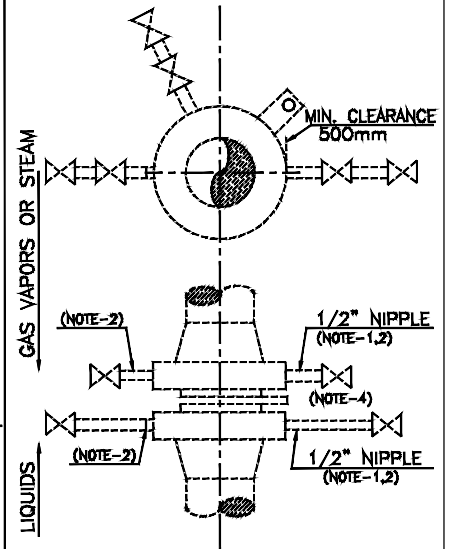 MIN. CLEARANCE
500mm
GAS VAPORS OR STEAM
(NOTE-2)
1/2" NIPPLE
(NOTE-1,2)
(NOTE-4)
(NOTE-2)
1/2" NIPPLE
(NOTE-1,2)
LIQUIDS